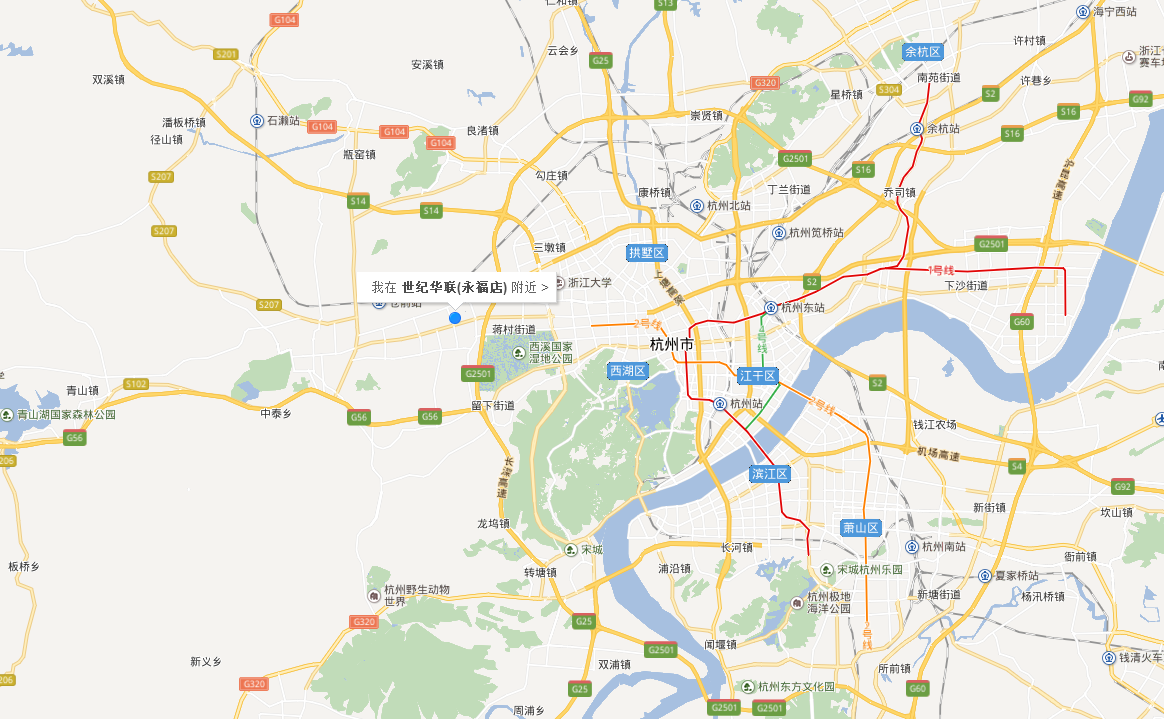 仁和镇
S13
海宁西站
G104
S201
云会乡
许村镇
余杭区
安溪镇
G25
双溪镇
南苑街道
许巷乡
G320
S304
星桥镇
S2
G92
石濑站
潘板桥镇
G104
G104
良渚镇
崇贤镇
S16
余杭站
S16
径山镇
G104
瓶窑镇
G2501
S16
S207
勾庄镇
康桥镇
丁兰街道
乔司镇
S14
S14
杭州北站
S207
杭州笕桥站
三墩镇
拱墅区
G2501
1号线
我在 世纪华联(永福店) 附近 >
浙江大学
S2
下沙街道
S207
杭州东站
蒋村街道
2号线
G60
杭州市
4号线
西溪国家
湿地公园
G2501
西湖区
江干区
S102
青山镇
S2
留下街道
杭州站
2号线
青山湖国家森林公园
中泰乡
G56
G56
钱江农场
G56
机场高速
S4
滨江区
G92
新街镇
坎山镇
龙坞镇
萧山区
宋城
长河镇
杭州南站
衙前镇
板桥乡
转塘镇
浦沿镇
宋城杭州乐园
夏家桥站
杭州野生动物
世界
杭州极地
海洋公园
新塘街道
杨汛桥镇
G320
G25
2号线
闻堰镇
G2501
新义乡
双浦镇
所前镇
钱清火车
G320
G25
杭州东方文化园
G60
周浦乡
G2501
G2501